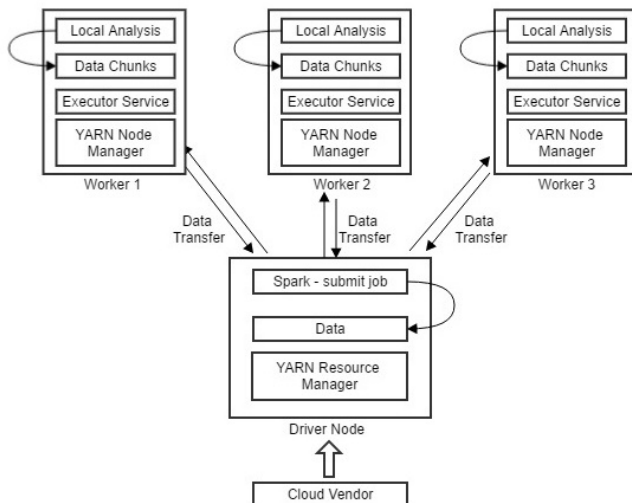 Local Analysis
Data Chunks
Executor Service
YARN Node
Manager
Worker 1
Local Analysis
Data Chunks
Executor Service
YARN Node
Manager
Worker 2
Local Analysis
Data Chunks
Executor Service
YARN Node
Manager
Worker 3
Data
Transfer
Data
Transfer
Data
Transfer
Spark - submit job
Data
YARN Resource
Manager
Driver Node
Cloud Vendor